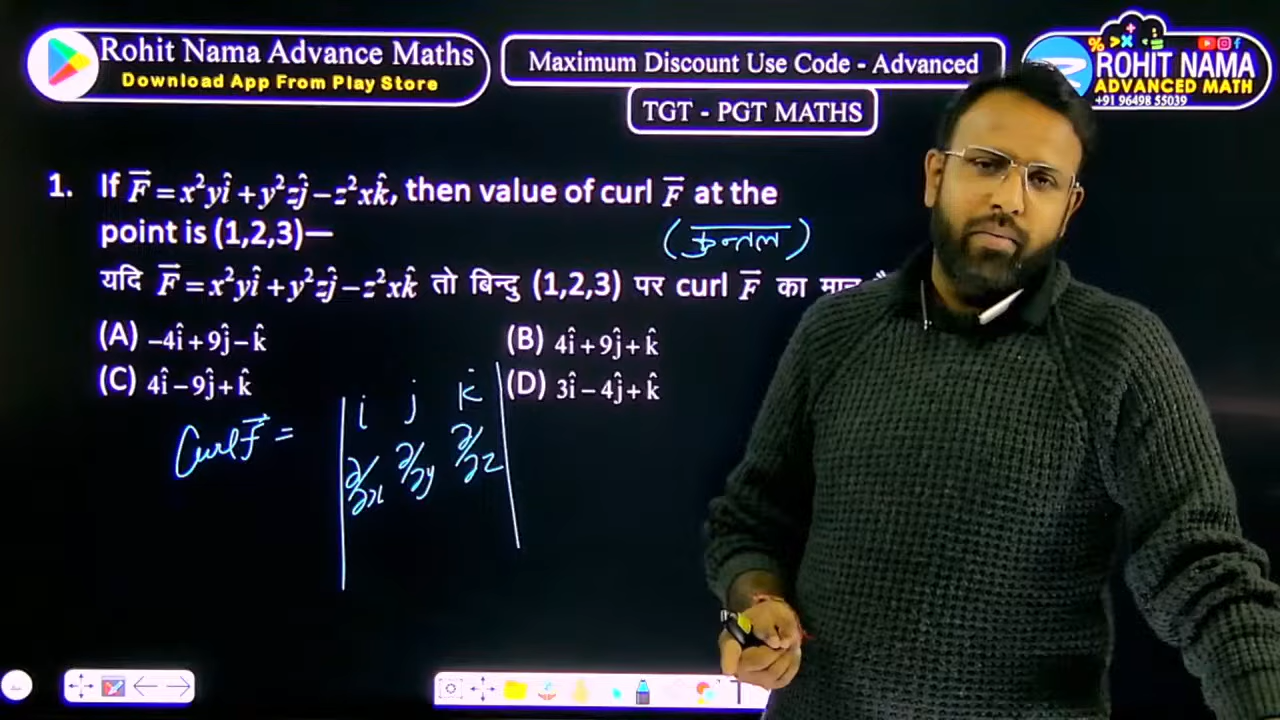 Rohit Nama Advance Maths
Download App From Play Store
Maximum Discount Use Code - Advanced
TGT - PGT MATHS
ROHIT NAMA
ADVANCED MATH
+91 96498 55039
1. If F⃗ = x²yî + y²zĵ – z²xk̂, then value of curl F⃗ at the
point is (1,2,3)—
(कुन्तल)
यदि F⃗ = x²yî + y²zĵ – z²xk̂ तो बिन्दु (1,2,3) पर curl F⃗ का
(A) –4î + 9ĵ – k̂ (B) 4î + 9ĵ + k̂
(C) 4î – 9ĵ + k̂ (D) 3î – 4ĵ + k̂
i j k
Curl F⃗ =
∂/∂x ∂/∂y ∂/∂z